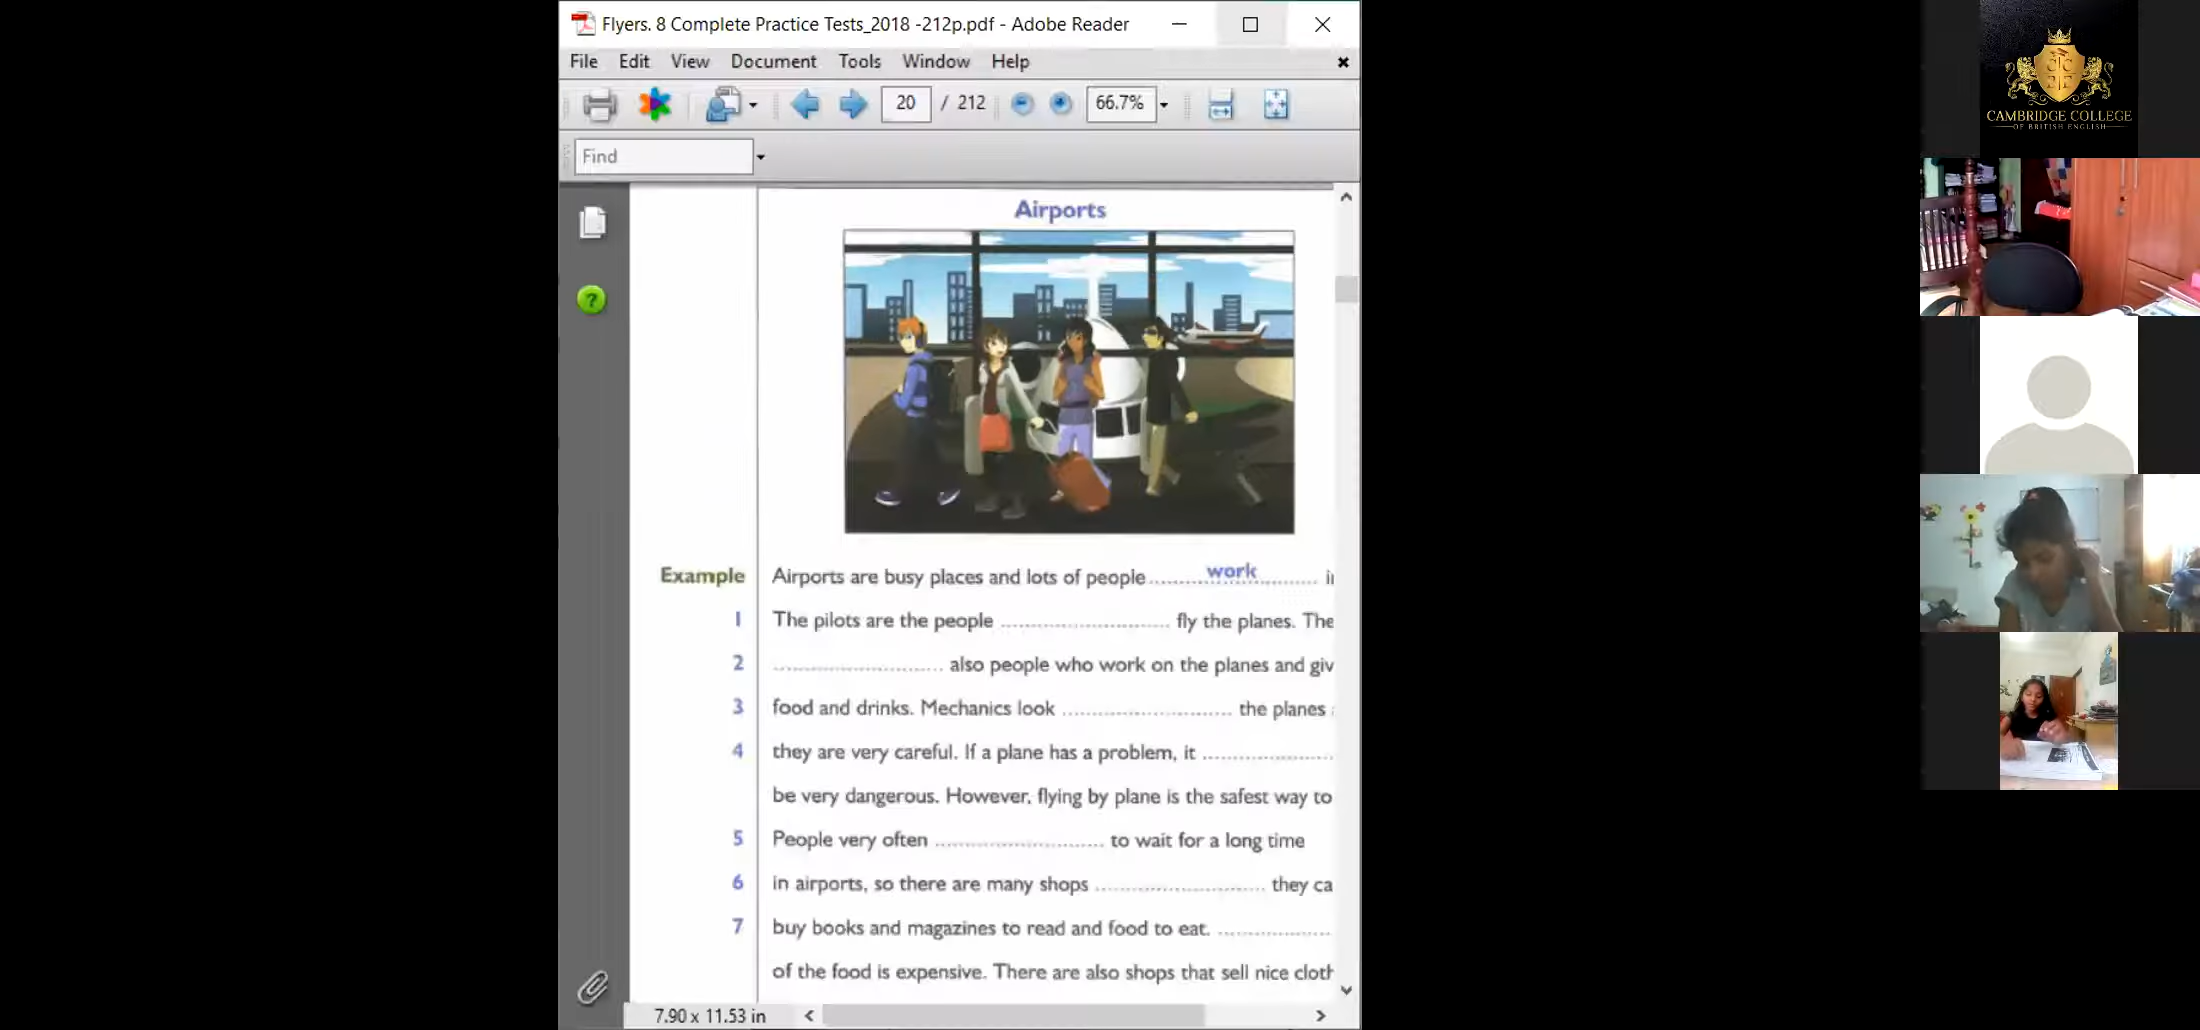 Flyers. 8 Complete Practice Tests_2018 -212p.pdf - Adobe Reader
File Edit View Document Tools Window Help
20 / 212 66.7%
Find
Airports
Example Airports are busy places and lots of people .................... work .................... i
1 The pilots are the people .................... fly the planes. The
2 .................... also people who work on the planes and giv
3 food and drinks. Mechanics look .................... the planes
4 they are very careful. If a plane has a problem, it ....................
be very dangerous. However, flying by plane is the safest way to
5 People very often .................... to wait for a long time
6 in airports, so there are many shops .................... they ca
7 buy books and magazines to read and food to eat. ....................
of the food is expensive. There are also shops that sell nice cloth
7.90 x 11.53 in
CAMBRIDGE COLLEGE
OF BRITISH ENGLISH